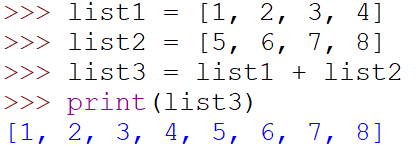 >>> list1 = [1, 2, 3, 4]
>>> list2 = [5, 6, 7, 8]
>>> list3 = list1 + list2
>>> print(list3)
[1, 2, 3, 4, 5, 6, 7, 8]